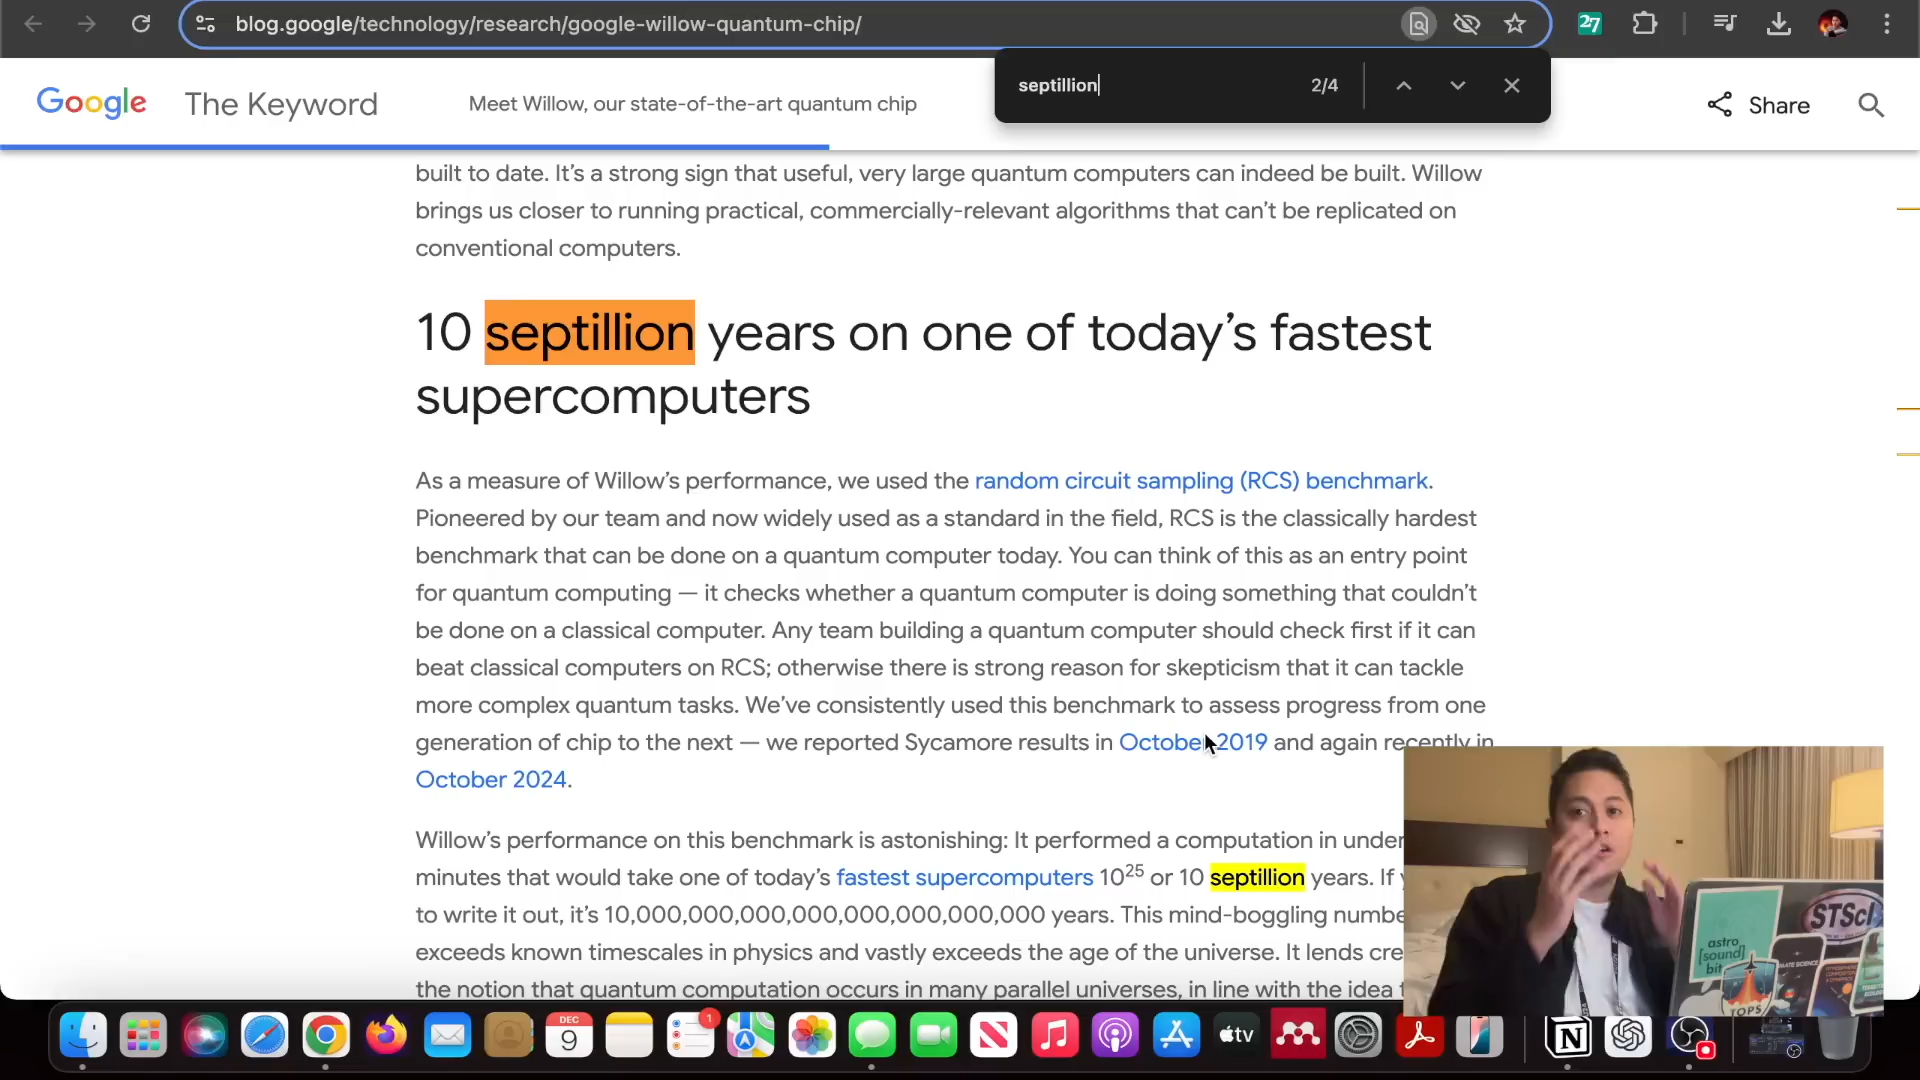 blog.google/technology/research/google-willow-quantum-chip/
27
septillion 2/4
Google The Keyword Meet Willow, our state-of-the-art quantum chip Share
built to date. It’s a strong sign that useful, very large quantum computers can indeed be built. Willow
brings us closer to running practical, commercially-relevant algorithms that can’t be replicated on
conventional computers.
10 septillion years on one of today’s fastest
supercomputers
As a measure of Willow’s performance, we used the random circuit sampling (RCS) benchmark.
Pioneered by our team and now widely used as a standard in the field, RCS is the classically hardest
benchmark that can be done on a quantum computer today. You can think of this as an entry point
for quantum computing — it checks whether a quantum computer is doing something that couldn’t
be done on a classical computer. Any team building a quantum computer should check first if it can
beat classical computers on RCS; otherwise there is strong reason for skepticism that it can tackle
more complex quantum tasks. We’ve consistently used this benchmark to assess progress from one
generation of chip to the next — we reported Sycamore results in October 2019 and again recently in
October 2024.
Willow’s performance on this benchmark is astonishing: It performed a computation in under
minutes that would take one of today’s fastest supercomputers 10²⁵ or 10 septillion years. If
to write it out, it’s 10,000,000,000,000,000,000,000,000 years. This mind-boggling
exceeds known timescales in physics and vastly exceeds the age of the universe. It lends
the notion that quantum computation occurs in many parallel universes, in line with the idea
STScI
astro
[sound]
TOPS
DEC
9
1
tv